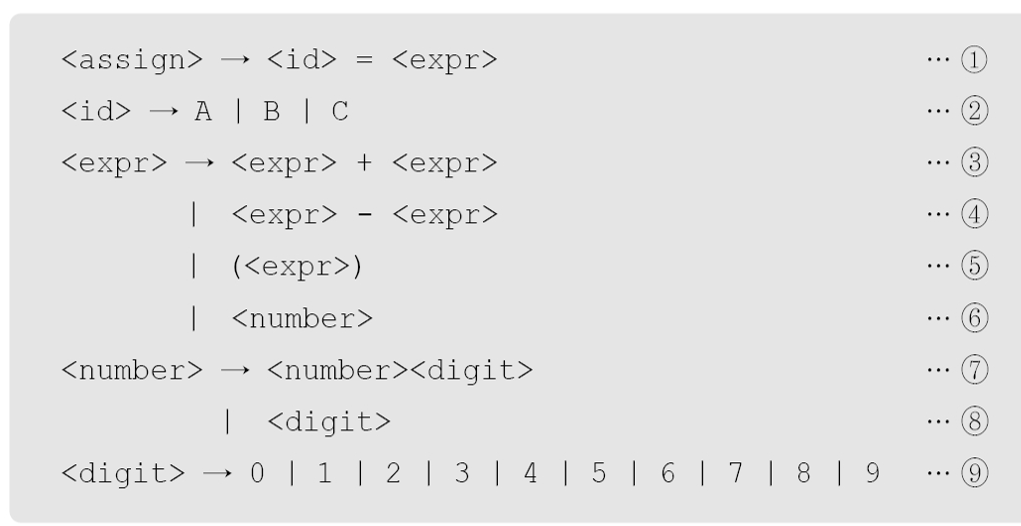 <assign> → <id> = <expr> … ①
<id> → A | B | C … ②
<expr> → <expr> + <expr> … ③
| <expr> - <expr> … ④
| (<expr>) … ⑤
| <number> … ⑥
<number> → <number><digit> … ⑦
| <digit> … ⑧
<digit> → 0 | 1 | 2 | 3 | 4 | 5 | 6 | 7 | 8 | 9 … ⑨